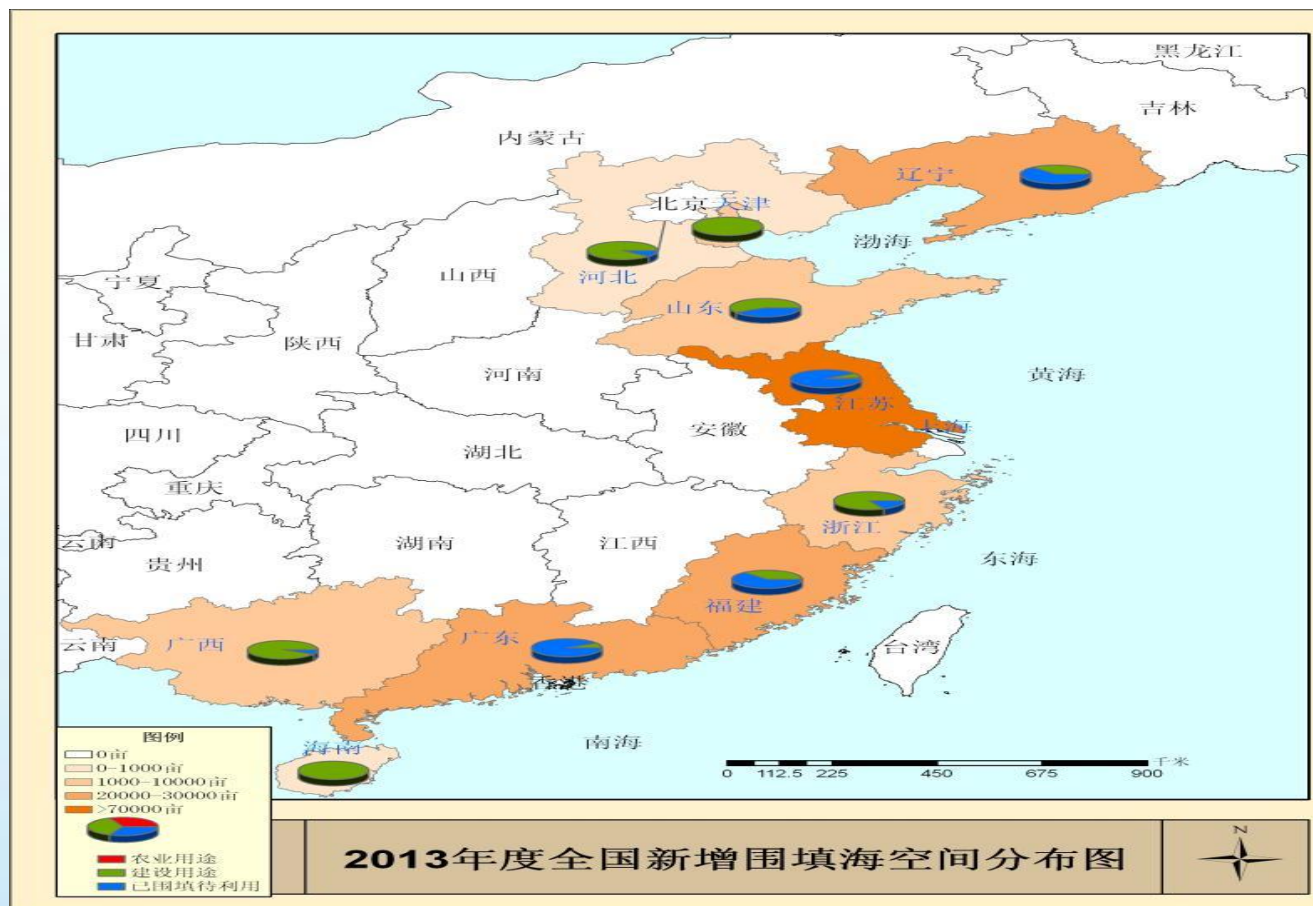 黑龙江
吉林
内蒙古
辽宁
北京
天津
渤海
河北
山西
宁夏
山东
甘肃
陕西
河南
黄海
江苏
安徽
上海
四川
湖北
重庆
浙江
云南
湖南
江西
贵州
东海
福建
云南
广西
广东
台湾
香港
海南
南海
图例
0亩
0-1000亩
1000-10000亩
20000-30000亩
>70000亩
农业用途
建设用途
已围填待利用
千米
0 112.5 225 450 675 900
2013年度全国新增围填海空间分布图
N